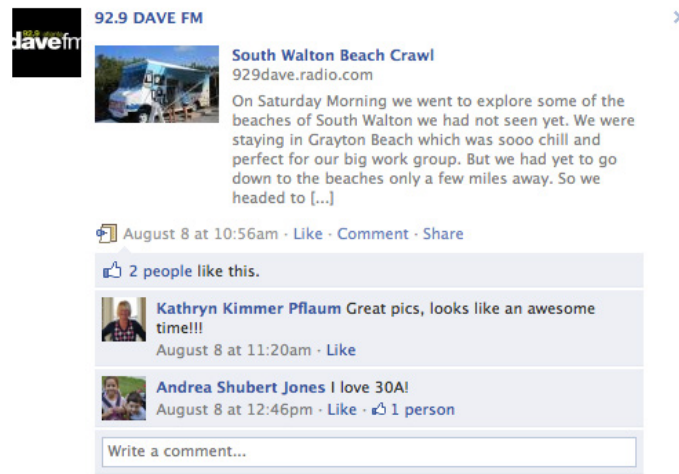 92.9 atlanta
davefm
92.9 DAVE FM
South Walton Beach Crawl
929dave.radio.com
On Saturday Morning we went to explore some of the
beaches of South Walton we had not seen yet. We were
staying in Grayton Beach which was sooo chill and
perfect for our big work group. But we had yet to go
down to the beaches only a few miles away. So we
headed to [...]
August 8 at 10:56am · Like · Comment · Share
2 people like this.
Kathryn Kimmer Pflaum Great pics, looks like an awesome
time!!!
August 8 at 11:20am · Like
Andrea Shubert Jones I love 30A!
August 8 at 12:46pm · Like · 1 person
Write a comment...